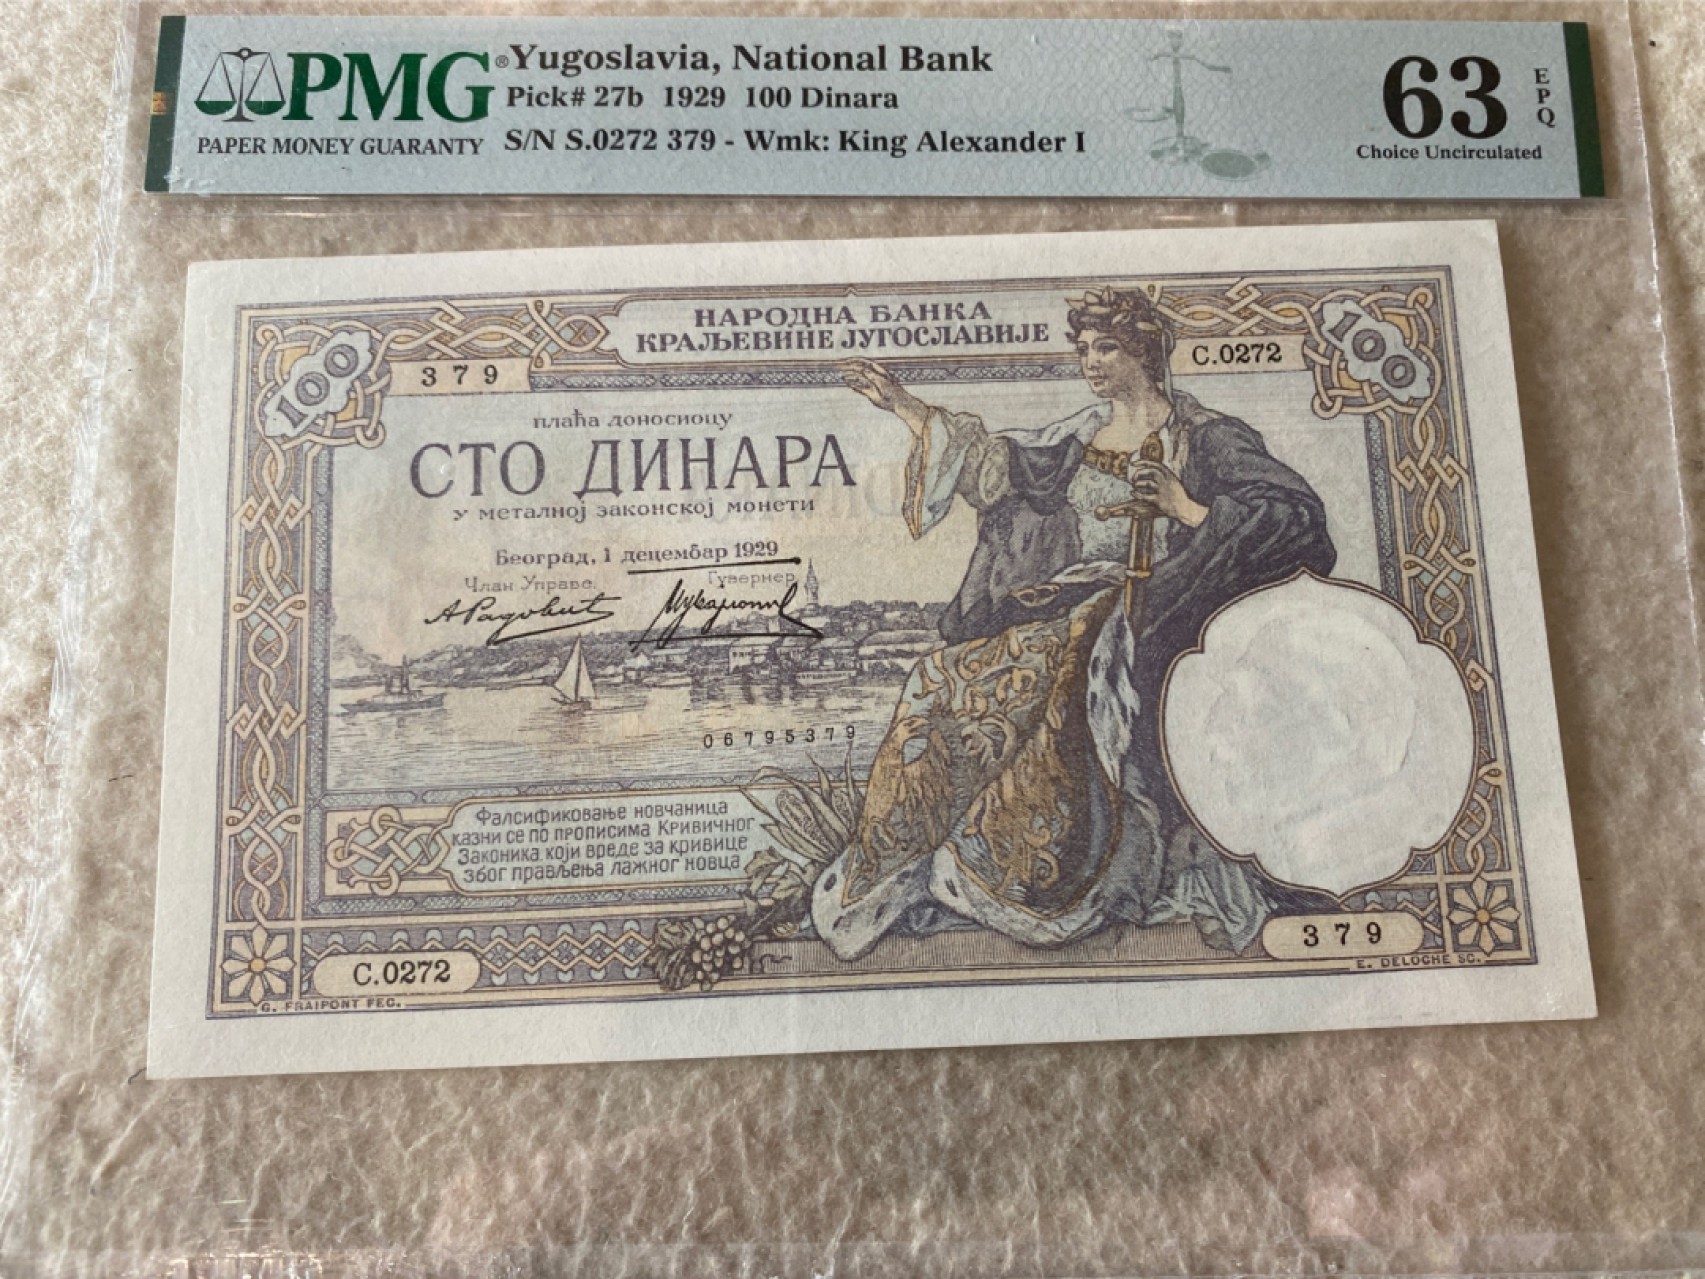 PMG®
PAPER MONEY GUARANTY
Yugoslavia, National Bank
Pick# 27b 1929 100 Dinara
S/N S.0272 379 - Wmk: King Alexander I
63
EPQ
Choice Uncirculated
НАРОДНА БАНКА
КРАЉЕВИНЕ ЈУГОСЛАВИЈЕ
100
100
379
С.0272
плаћа доносиоцу
СТО ДИНАРА
у металној законској монети
Београд, 1 децембар 1929
Члан Управе.
Гувернер
А Радовић
06795379
Фалсификовање новчаница
казни се по прописима Кривичног
Законика који вреде за кривице
због прављења лажног новца
С.0272
379
G. FRAIPONT FEC.
E. DELOCHE SC.